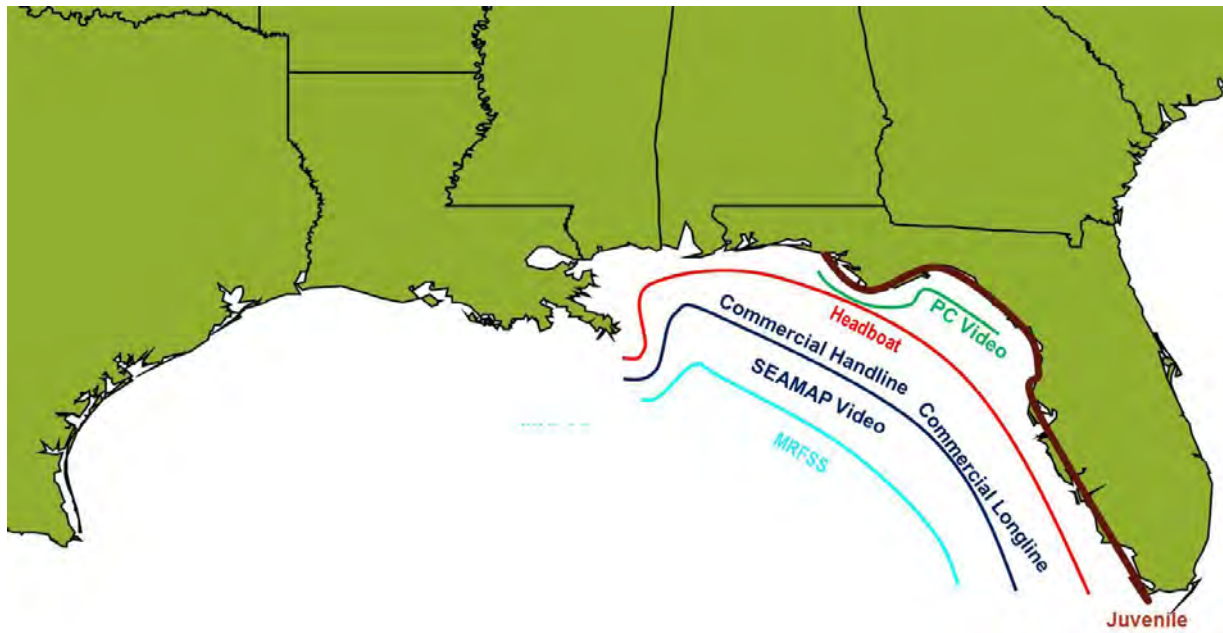 PC Video
Headboat
Commercial Handline
SEAMAP Video
Commercial Longline
MRFSS
Juvenile